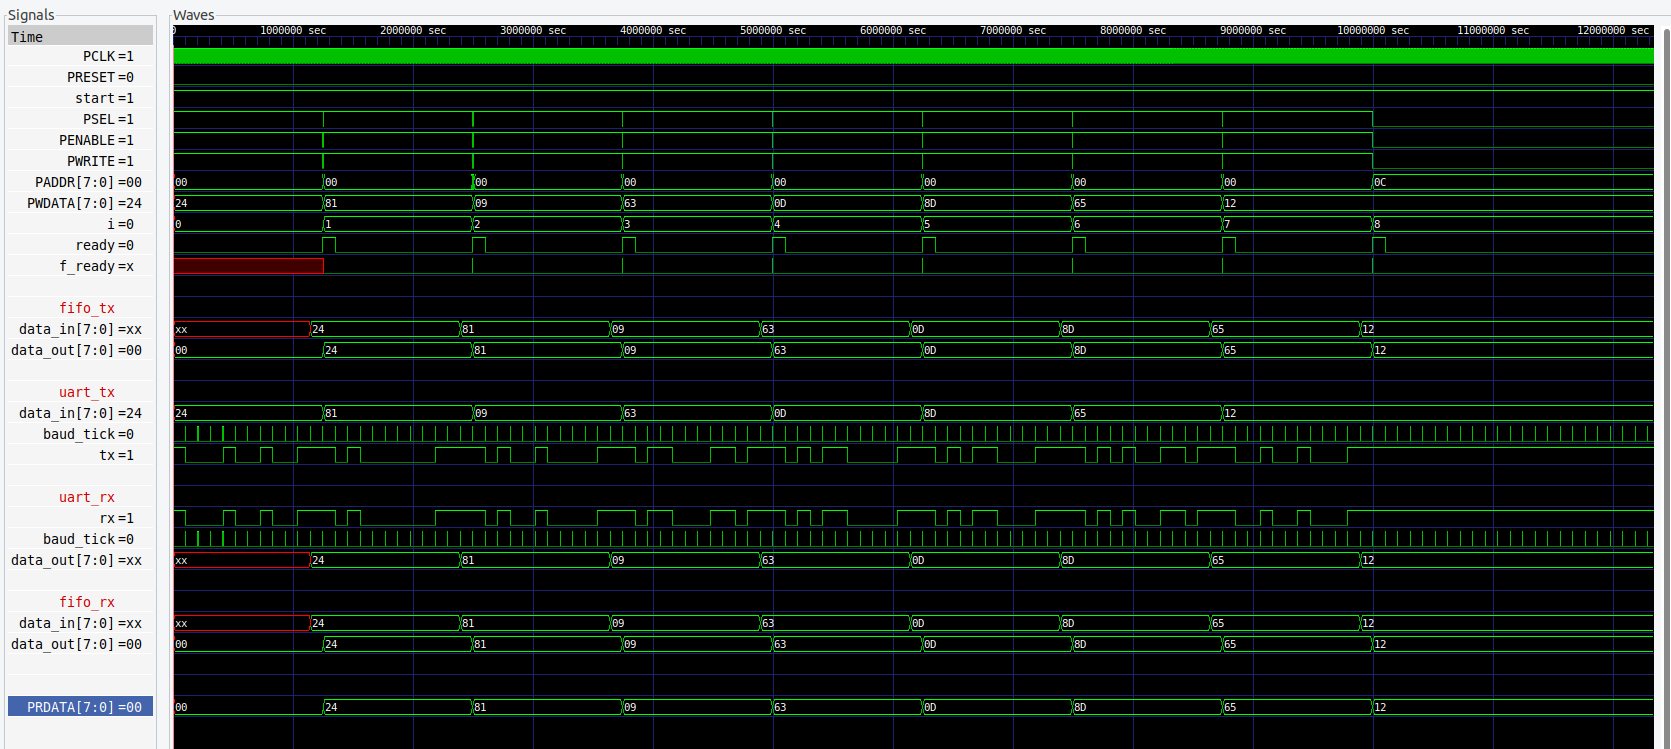 Signals Waves
Time 0 1000000 sec 2000000 sec 3000000 sec 4000000 sec 5000000 sec 6000000 sec 7000000 sec 8000000 sec 9000000 sec 10000000 sec 11000000 sec 12000000 sec
PCLK=1
PRESET=0
start=1
PSEL=1
PENABLE=1
PWRITE=1
PADDR[7:0]=00 00 00 00 00 00 00 00 00 0C
PWDATA[7:0]=24 24 81 09 63 0D 8D 65 12
i=0 0 1 2 3 4 5 6 7 8
ready=0
f_ready=x
fifo_tx
data_in[7:0]=xx xx 24 81 09 63 0D 8D 65 12
data_out[7:0]=00 00 24 81 09 63 0D 8D 65 12
uart_tx
data_in[7:0]=24 24 81 09 63 0D 8D 65 12
baud_tick=0
tx=1
uart_rx
rx=1
baud_tick=0
data_out[7:0]=xx xx 24 81 09 63 0D 8D 65 12
fifo_rx
data_in[7:0]=xx xx 24 81 09 63 0D 8D 65 12
data_out[7:0]=00 00 24 81 09 63 0D 8D 65 12
PRDATA[7:0]=00 00 24 81 09 63 0D 8D 65 12